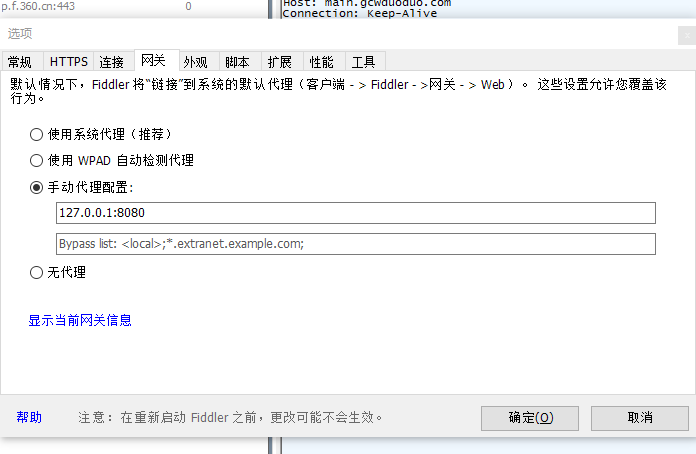 Host: main.gcwduoduo.com
p.f.360.cn:443 0
Connection: Keep-Alive
选项
常规 HTTPS 连接 网关 外观 脚本 扩展 性能 工具
默认情况下，Fiddler 将“链接”到系统的默认代理（客户端 - > Fiddler - >网关 - > Web）。 这些设置允许您覆盖该
行为。
使用系统代理（推荐）
使用 WPAD 自动检测代理
手动代理配置:
127.0.0.1:8080
Bypass list: <local>;*.extranet.example.com;
无代理
显示当前网关信息
帮助 注意： 在重新启动 Fiddler 之前，更改可能不会生效。 确定(O) 取消